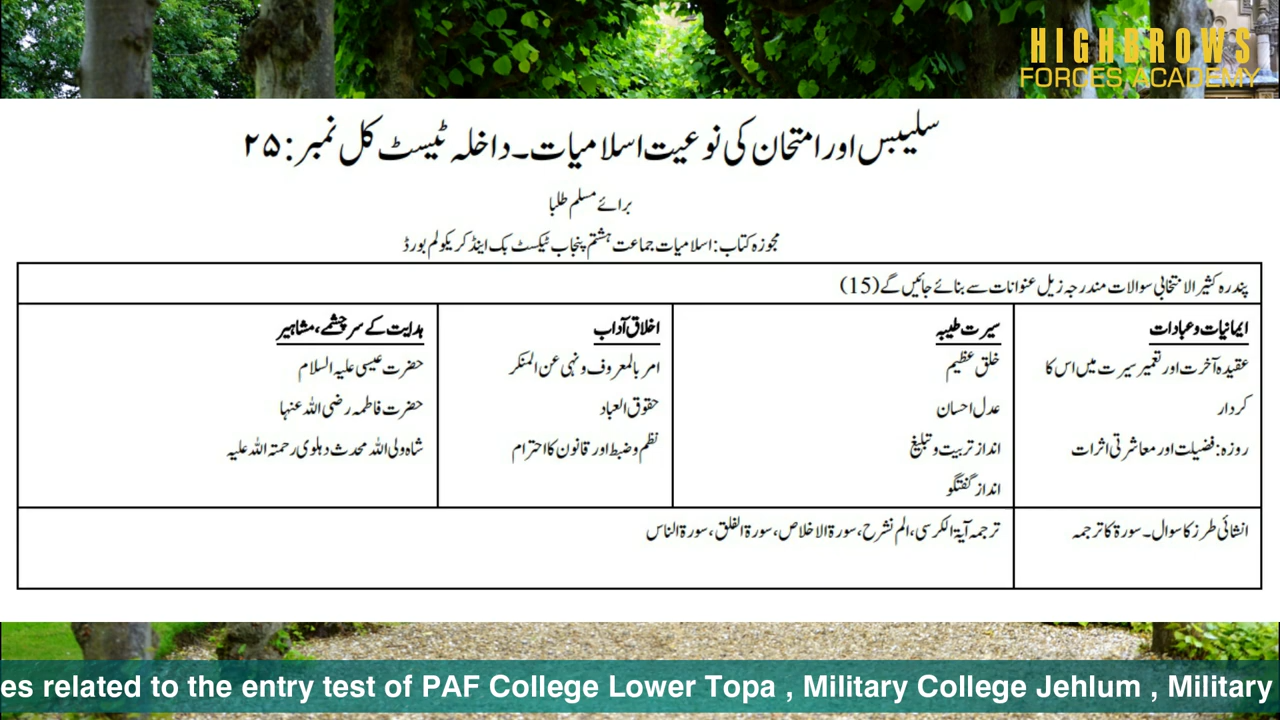 HIGHBROWS
FORCES ACADEMY
سلیبس اور امتحان کی نوعیت اسلامیات۔ داخلہ ٹیسٹ کل نمبر: ۲۵
برائے مسلم طلبا
مجوزہ کتاب: اسلامیات جماعت ہشتم پنجاب ٹیکسٹ بک اینڈ کریکولم بورڈ
پندرہ کثیر الانتخابی سوالات مندرجہ زیل عنوانات سے بنائے جائیں گے (15)
ایمانیات و عبادات
عقیدہ آخرت اور تعمیر سیرت میں اس کا
کردار
روزہ: فضیلت اور معاشرتی اثرات
سیرت طیبہ
خلق عظیم
عدل احسان
انداز تربیت و تبلیغ
انداز گفتگو
اخلاق آداب
امر بالمعروف و نہی عن المنکر
حقوق العباد
نظم و ضبط اور قانون کا احترام
ہدایت کے سرچشمے، مشاہیر
حضرت عیسی علیہ السلام
حضرت فاطمہ رضی اللہ عنہا
شاہ ولی اللہ محدث دہلوی رحمتہ اللہ علیہ
انشائی طرز کا سوال۔ سورۃ کا ترجمہ
ترجمہ آیۃ الکرسی، الم نشرح، سورۃ الاخلاص، سورۃ الفلق، سورۃ الناس
es related to the entry test of PAF College Lower Topa , Military College Jehlum , Military